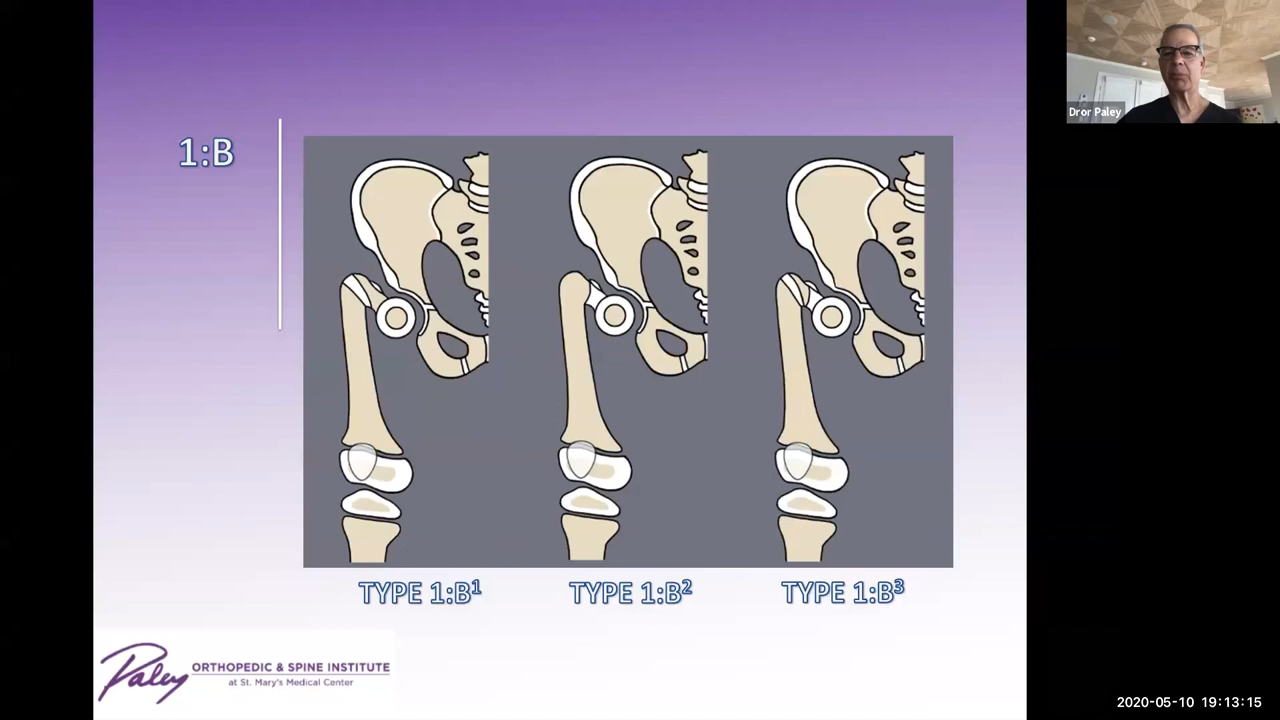 1:B
TYPE 1:B¹
TYPE 1:B²
TYPE 1:B³
Paley
ORTHOPEDIC & SPINE INSTITUTE
at St. Mary's Medical Center
Dror Paley
2020-05-10 19:13:15